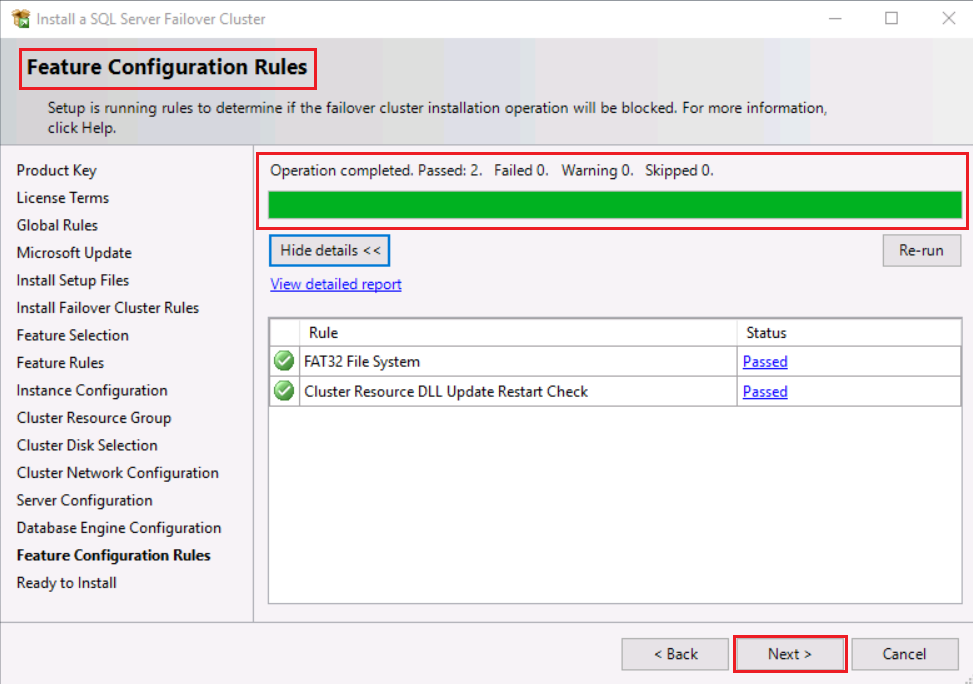 Install a SQL Server Failover Cluster
Feature Configuration Rules
Setup is running rules to determine if the failover cluster installation operation will be blocked. For more information,
click Help.
Product Key
License Terms
Global Rules
Microsoft Update
Install Setup Files
Install Failover Cluster Rules
Feature Selection
Feature Rules
Instance Configuration
Cluster Resource Group
Cluster Disk Selection
Cluster Network Configuration
Server Configuration
Database Engine Configuration
Feature Configuration Rules
Ready to Install
Operation completed. Passed: 2.   Failed 0.   Warning 0.   Skipped 0.
Hide details <<
Re-run
View detailed report
Rule Status
FAT32 File System Passed
Cluster Resource DLL Update Restart Check Passed
< Back
Next >
Cancel